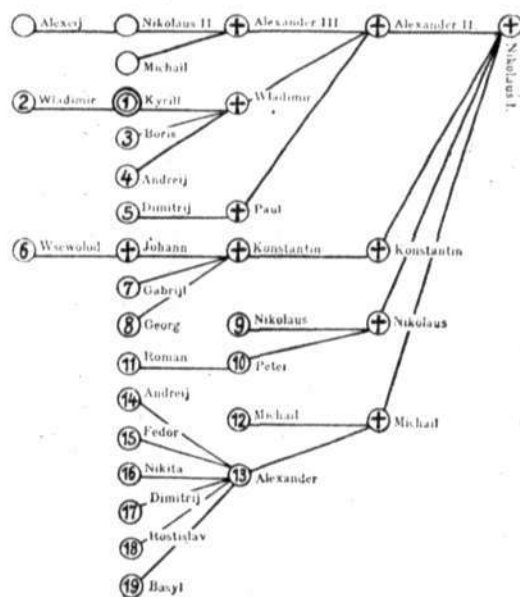 Alexeij Nikolaus II Alexander III Alexander II. Nikolaus I.
Michail
2 Wladimir 1 Kyrill Wladimir
3 Boris
4 Andreij
5 Dimitrij Paul
6 Wsewolod Johann Konstantin Konstantin
7 Gabrijl
8 Georg 9 Nikolaus Nikolaus
11 Roman 10 Peter
14 Andreij
12 Michail Michail
15 Fedor
16 Nikita 13 Alexander
17 Dimitrij
18 Rostislav
19 Basyl